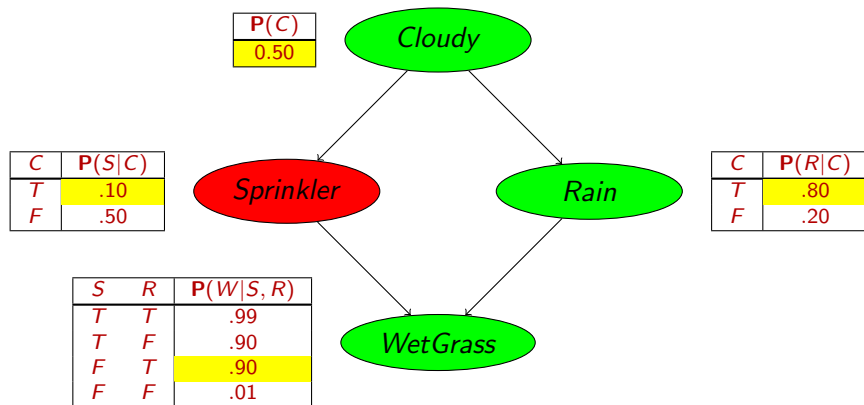 P(C)
0.50
Cloudy
C P(S|C)
T .10
F .50
Sprinkler
Rain
C P(R|C)
T .80
F .20
S R P(W|S, R)
T T .99
T F .90
F T .90
F F .01
WetGrass